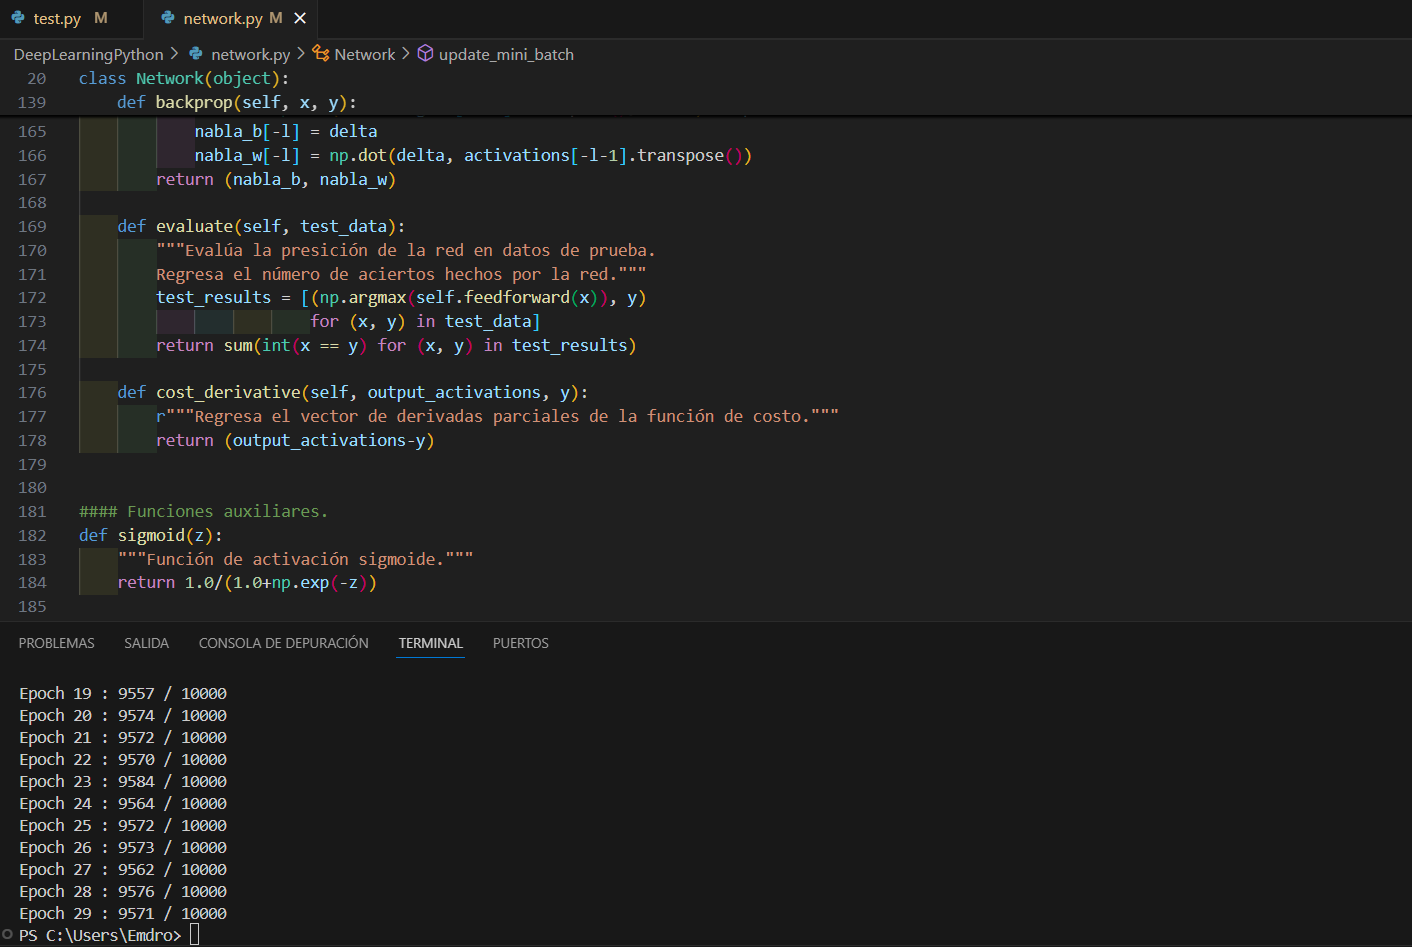 test.py M network.py M
DeepLearningPython > network.py > Network > update_mini_batch
20 class Network(object):
139 def backprop(self, x, y):
165 nabla_b[-l] = delta
166 nabla_w[-l] = np.dot(delta, activations[-l-1].transpose())
167 return (nabla_b, nabla_w)
168
169 def evaluate(self, test_data):
170 """Evalúa la presición de la red en datos de prueba.
171 Regresa el número de aciertos hechos por la red."""
172 test_results = [(np.argmax(self.feedforward(x)), y)
173 for (x, y) in test_data]
174 return sum(int(x == y) for (x, y) in test_results)
175
176 def cost_derivative(self, output_activations, y):
177 r"""Regresa el vector de derivadas parciales de la función de costo."""
178 return (output_activations-y)
179
180
181 #### Funciones auxiliares.
182 def sigmoid(z):
183 """Función de activación sigmoide."""
184 return 1.0/(1.0+np.exp(-z))
185
PROBLEMAS SALIDA CONSOLA DE DEPURACIÓN TERMINAL PUERTOS
Epoch 19 : 9557 / 10000
Epoch 20 : 9574 / 10000
Epoch 21 : 9572 / 10000
Epoch 22 : 9570 / 10000
Epoch 23 : 9584 / 10000
Epoch 24 : 9564 / 10000
Epoch 25 : 9572 / 10000
Epoch 26 : 9573 / 10000
Epoch 27 : 9562 / 10000
Epoch 28 : 9576 / 10000
Epoch 29 : 9571 / 10000
PS C:\Users\Emdro>